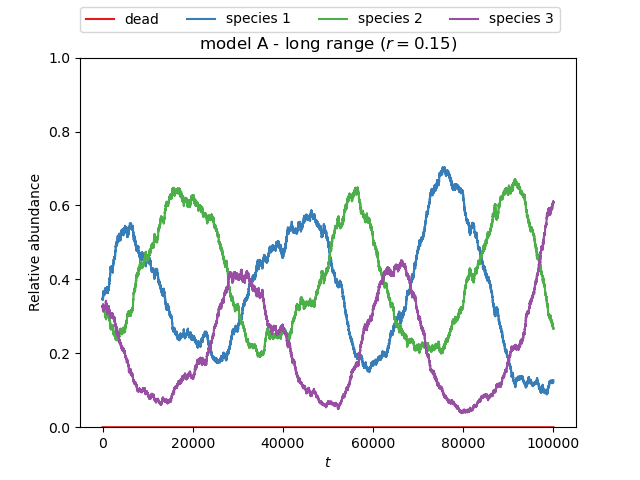 dead species 1 species 2 species 3
model A - long range (r = 0.15)
1.0
0.8
0.6
0.4
0.2
0.0
Relative abundance
0 20000 40000 60000 80000 100000
t